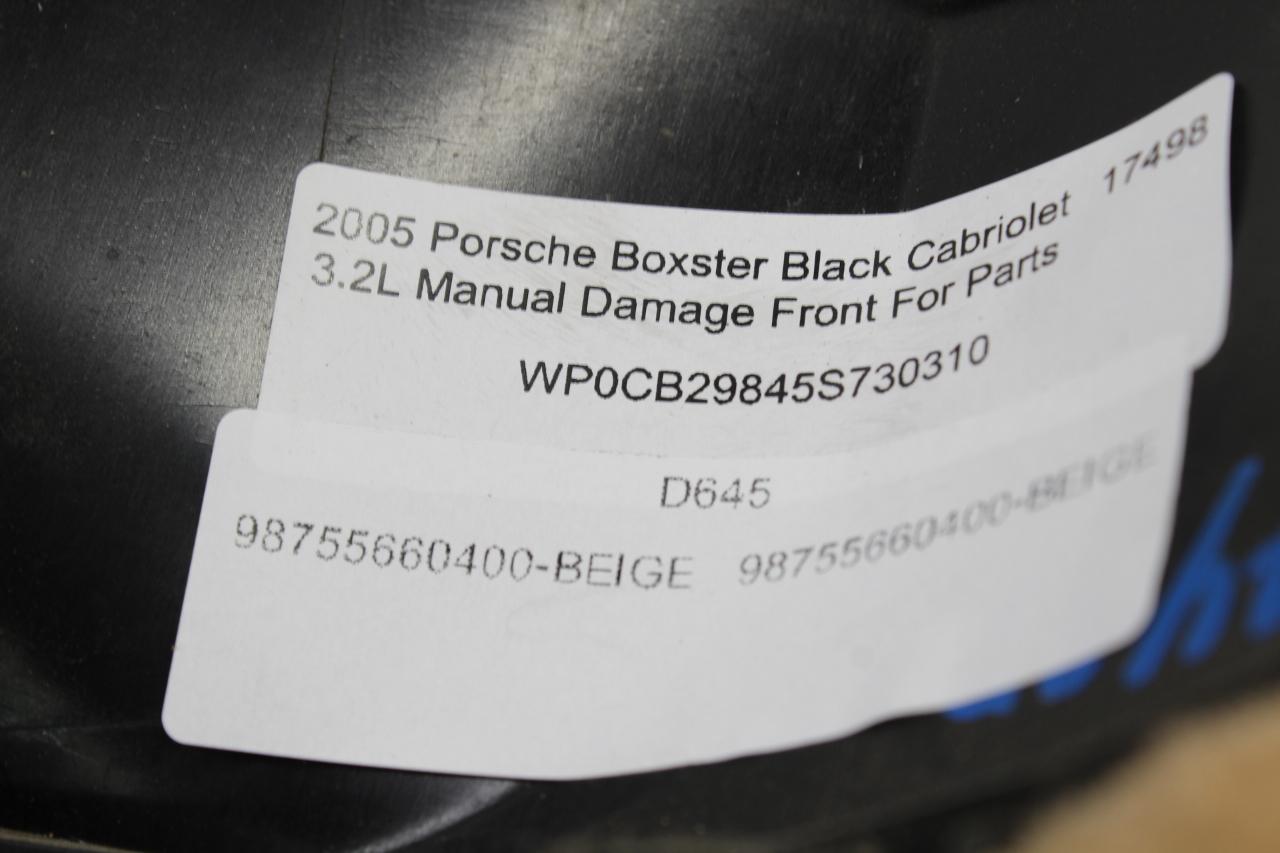 2005 Porsche Boxster Black Cabriolet 17498
3.2L Manual Damage Front For Parts
WP0CB29845S730310
D645
98755660400-BEIGE 98755660400-BEIGE